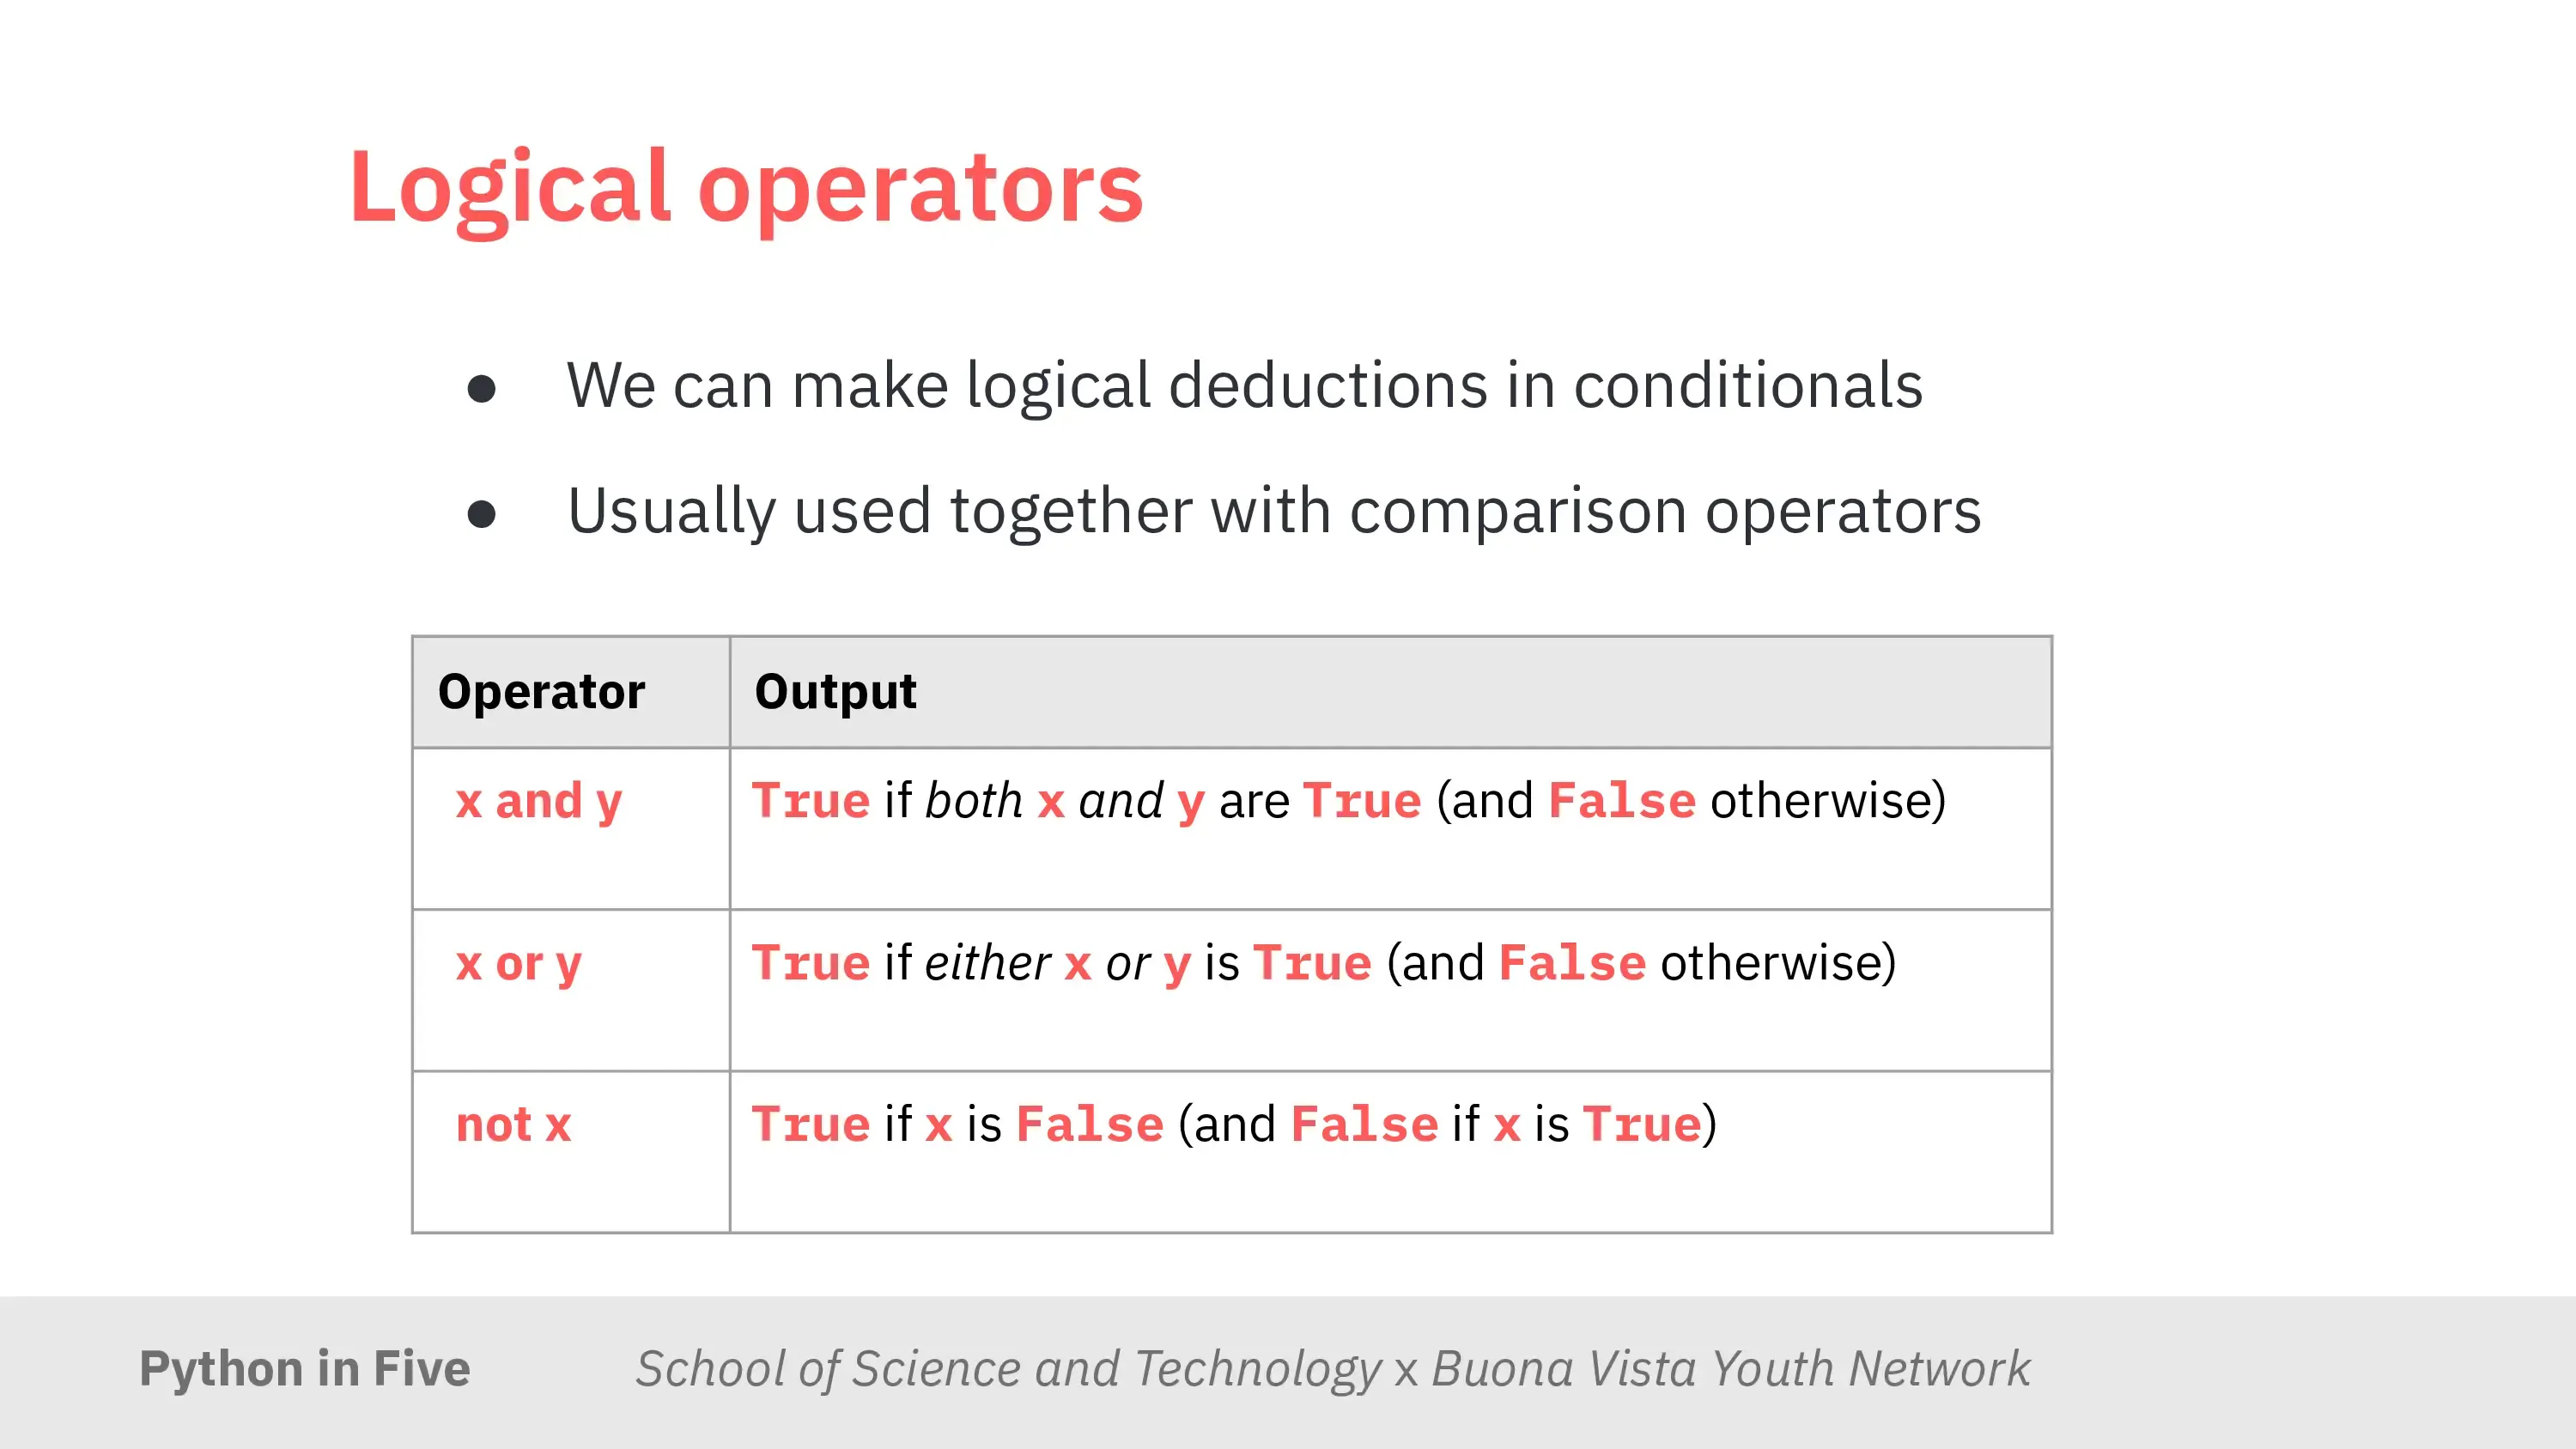 Logical operators
● We can make logical deductions in conditionals
● Usually used together with comparison operators
Operator Output
x and y True if both x and y are True (and False otherwise)
x or y True if either x or y is True (and False otherwise)
not x True if x is False (and False if x is True)
Python in Five School of Science and Technology x Buona Vista Youth Network